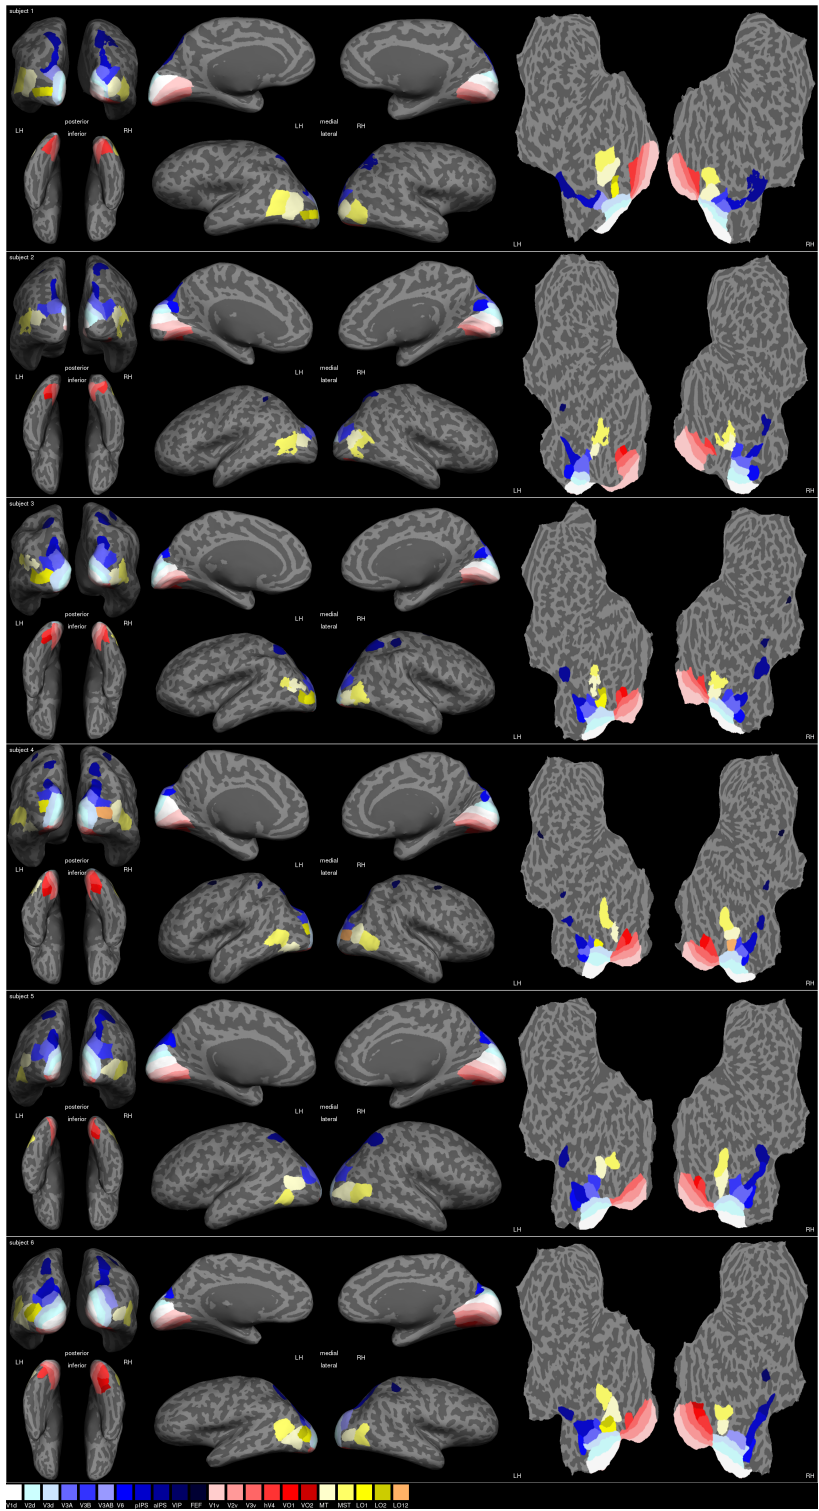 subject 1
LH
posterior
inferior
RH
LH
medial
lateral
RH
LH
RH
subject 2
LH
posterior
inferior
RH
LH
medial
lateral
RH
LH
RH
subject 3
LH
posterior
inferior
RH
LH
medial
lateral
RH
LH
RH
subject 4
LH
posterior
inferior
RH
LH
medial
lateral
RH
LH
RH
subject 5
LH
posterior
inferior
RH
LH
medial
lateral
RH
LH
RH
subject 6
LH
posterior
inferior
RH
LH
medial
lateral
RH
LH
RH
V1d V2d V3d V3A V3B V3AB V6 pIPS aIPS VIP FEF V1v V2v V3v hV4 VO1 VO2 MT MST LO1 LO2 LO12